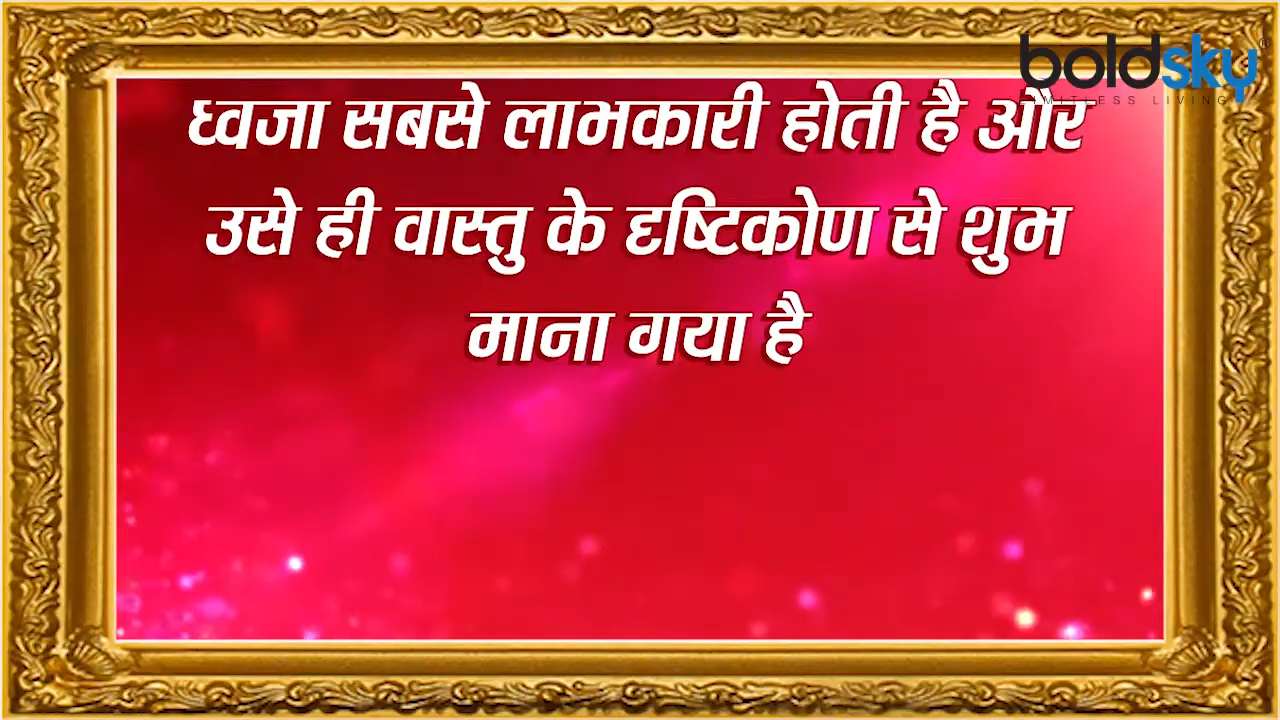 boldsky®
LIMITLESS LIVING
ध्वजा सबसे लाभकारी होती है और
उसे ही वास्तु के दृष्टिकोण से शुभ
माना गया है